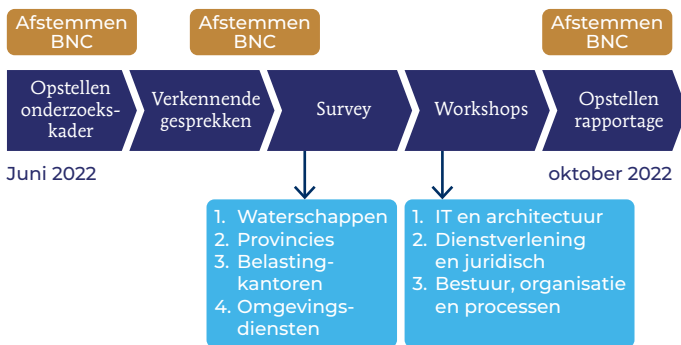 Afstemmen
BNC
Afstemmen
BNC
Afstemmen
BNC
Opstellen
onderzoeks-
kader
Verkennende
gesprekken
Survey
Workshops
Opstellen
rapportage
Juni 2022
oktober 2022
1. Waterschappen
2. Provincies
3. Belasting-
kantoren
4. Omgevings-
diensten
1. IT en architectuur
2. Dienstverlening
en juridisch
3. Bestuur, organisatie
en processen